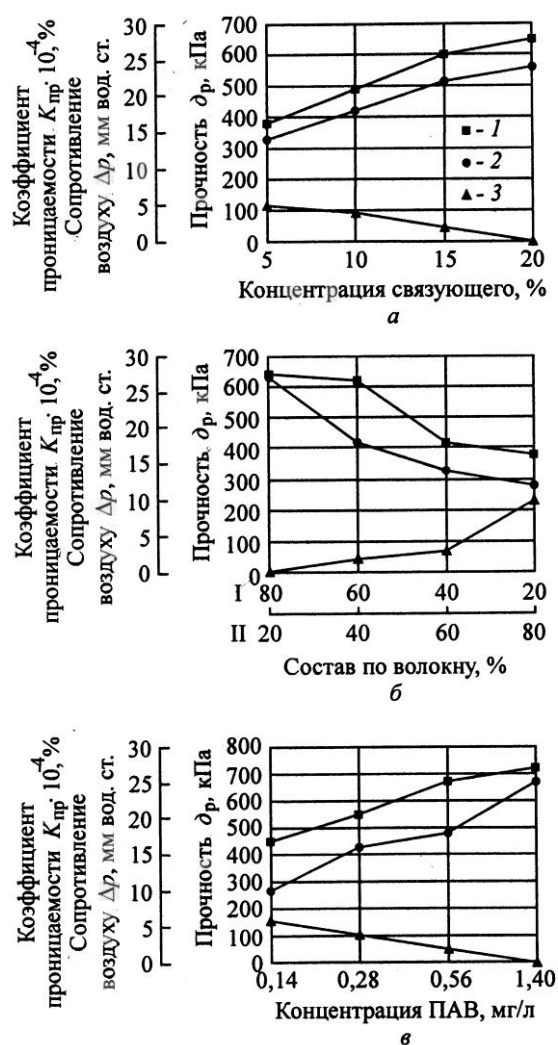 Коэффициент
проницаемости Kпр· 10⁻⁴,%
Сопротивление
воздуху Δp, мм вод. ст.
30
25
20
15
10
5
0
Прочность σр, кПа
700
600
500
400
300
200
100
0
- 1
- 2
- 3
5 10 15 20
Концентрация связующего, %
а
Коэффициент
проницаемости Kпр· 10⁻⁴,%
Сопротивление
воздуху Δp, мм вод. ст.
30
25
20
15
10
5
0
Прочность σр, кПа
700
600
500
400
300
200
100
0
I 80 60 40 20
II 20 40 60 80
Состав по волокну, %
б
Коэффициент
проницаемости Kпр· 10⁻⁴,%
Сопротивление
воздуху Δp, мм вод. ст.
30
25
20
15
10
5
0
Прочность σр, кПа
800
700
600
500
400
300
200
100
0
0,14 0,28 0,56 1,40
Концентрация ПАВ, мг/л
в